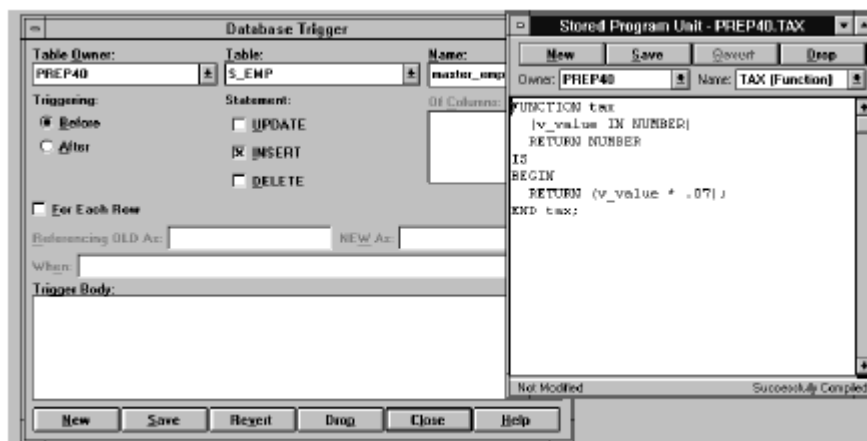 Database Trigger
Table Owner:
Table:
Name:
PREP40
S_EMP
master_emp
Triggering:
Statement:
Of Columns:
Before
UPDATE
After
INSERT
DELETE
For Each Row
Referencing OLD As:
NEW As:
When:
Trigger Body:
New Save Revert Drop Close Help
Stored Program Unit - PREP40.TAX
New Save Revert Drop
Owner: PREP40 Name: TAX (Function)
FUNCTION tax
(v_value IN NUMBER)
RETURN NUMBER
IS
BEGIN
RETURN (v_value * .07);
END tax;
Not Modified
Successfully Compiled